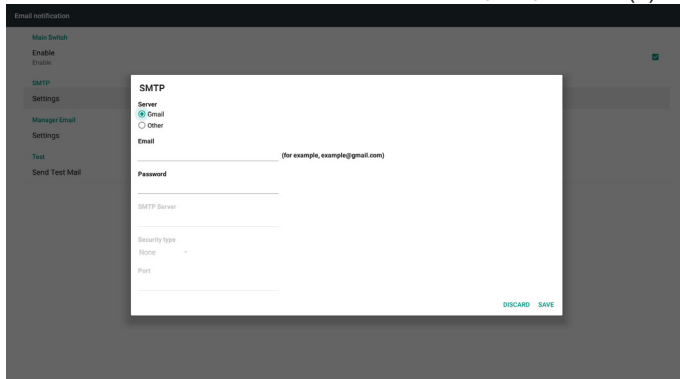 Email notification
Main Switch
Enable
Enable
SMTP
Settings
Manager Email
Settings
Test
Send Test Mail
SMTP
Server
Gmail
Other
Email
(for example, example@gmail.com)
Password
SMTP Server
Security type
None
Port
DISCARD SAVE